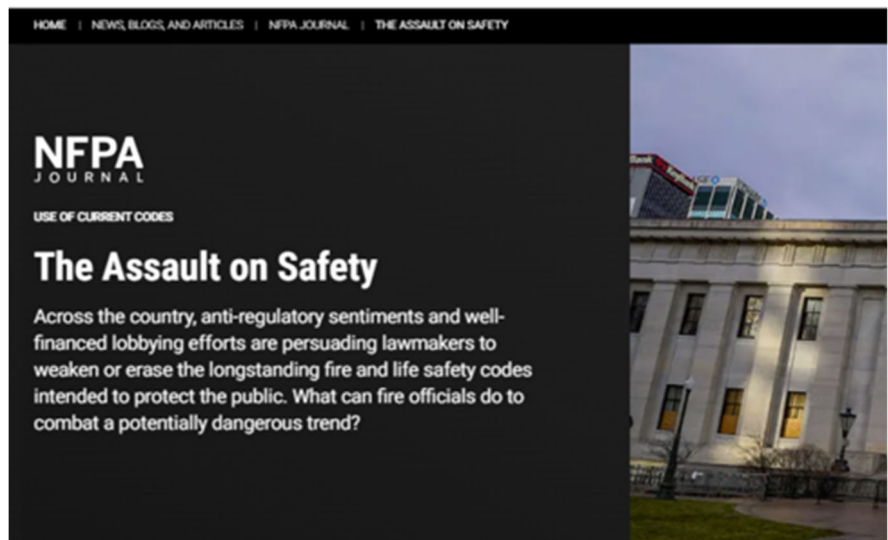 HOME | NEWS, BLOGS, AND ARTICLES | NFPA JOURNAL | THE ASSAULT ON SAFETY
NFPA
JOURNAL
USE OF CURRENT CODES
The Assault on Safety
Across the country, anti-regulatory sentiments and well-
financed lobbying efforts are persuading lawmakers to
weaken or erase the longstanding fire and life safety codes
intended to protect the public. What can fire officials do to
combat a potentially dangerous trend?
Bank
KeyBank